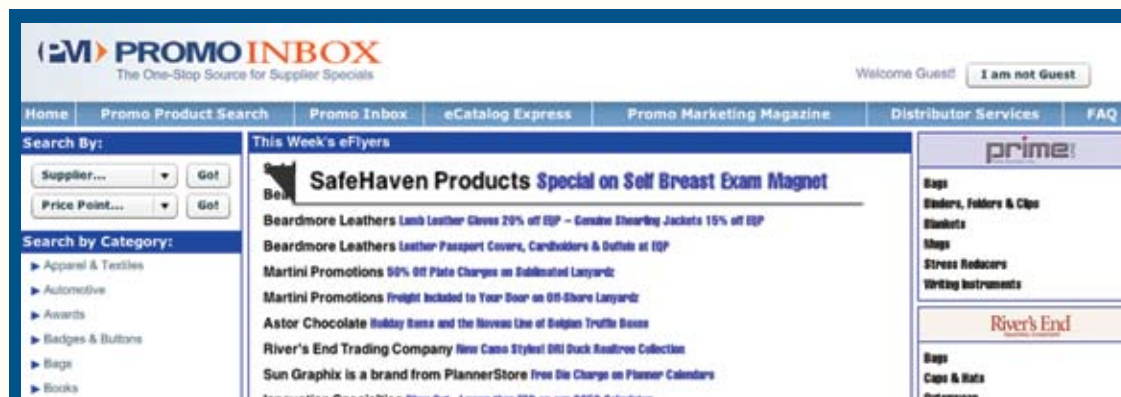 PM PROMO INBOX
The One-Stop Source for Supplier Specials
Welcome Guest!
I am not Guest
Home
Promo Product Search
Promo Inbox
eCatalog Express
Promo Marketing Magazine
Distributor Services
FAQ
Search By:
Supplier...
Go!
Price Point...
Go!
Search by Category:
Apparel & Textiles
Automotive
Awards
Badges & Buttons
Bags
Books
This Week's eFlyers
SafeHaven Products Special on Self Breast Exam Magnet
Beardmore Leathers Lamb Leather Gloves 20% off EQP – Genuine Shearling Jackets 15% off EQP
Beardmore Leathers Leather Passport Covers, Cardholders & Duffels at EQP
Martini Promotions 50% Off Plate Charges on Sublimated Lanyardz
Martini Promotions Freight Included to Your Door on Off-Shore Lanyardz
Astor Chocolate Holiday Items and the Noveau Line of Belgian Truffle Boxes
River's End Trading Company New Camo Styles! DRI Duck Realtree Collection
Sun Graphix is a brand from PlannerStore Free Die Charge on Planner Calendars
prime
Bags
Binders, Folders & Clips
Blankets
Mugs
Stress Reducers
Writing Instruments
River's End
Bags
Caps & Hats